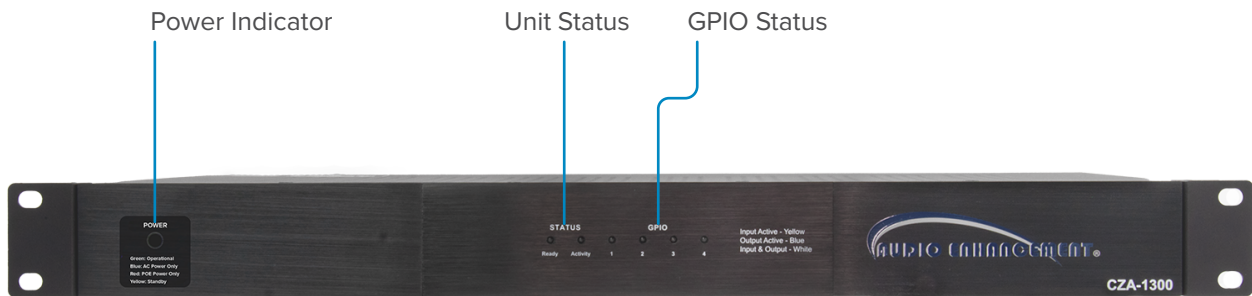 Power Indicator
Unit Status
GPIO Status
POWER
Green: Operational
Blue: AC Power Only
Red: POE Power Only
Yellow: Standby
STATUS
GPIO
Ready
Activity
1
2
3
4
Input Active - Yellow
Output Active - Blue
Input & Output - White
AUDIO ENHANCEMENT®
CZA-1300